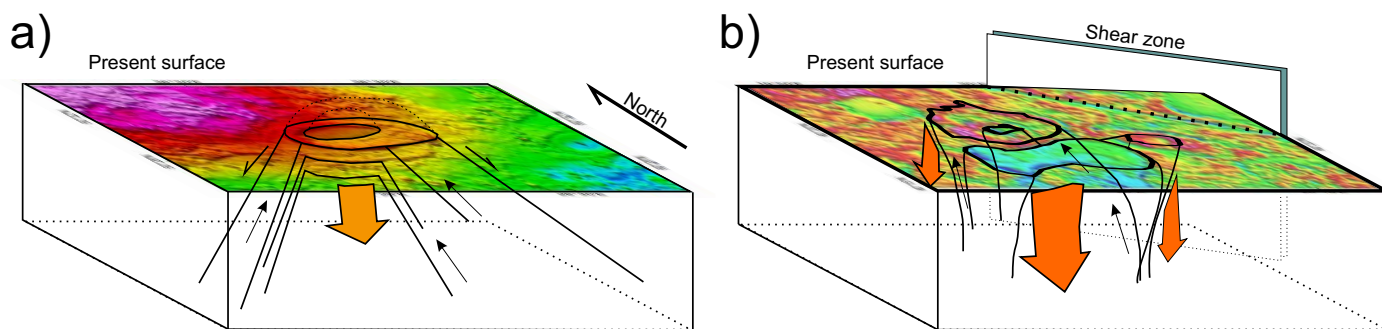 a)
Present surface
North
b)
Present surface
Shear zone